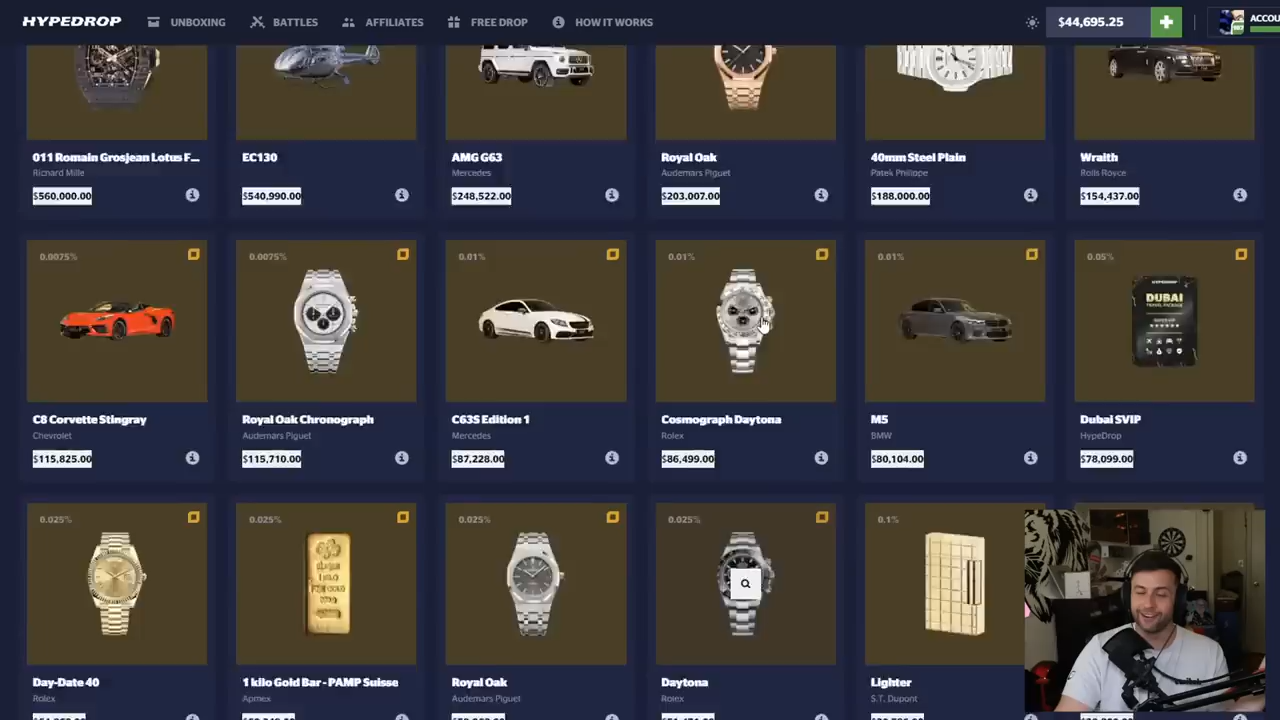 HYPEDROP UNBOXING BATTLES AFFILIATES FREE DROP HOW IT WORKS $44,695.25 ACCOU
011 Romain Grosjean Lotus F... EC130 AMG G63 Royal Oak 40mm Steel Plain Wraith
Richard Mille Mercedes Audemars Piguet Patek Philippe Rolls Royce
$560,000.00 $540,990.00 $248,522.00 $203,007.00 $188,000.00 $154,437.00
0.0075% 0.0075% 0.01% 0.01% 0.01% 0.05%
HYPEDROP
DUBAI
C8 Corvette Stingray Royal Oak Chronograph C63S Edition 1 Cosmograph Daytona M5 Dubai SVIP
Chevrolet Audemars Piguet Mercedes Rolex BMW HypeDrop
$115,825.00 $115,710.00 $87,228.00 $86,499.00 $80,104.00 $78,099.00
0.025% 0.025% 0.025% 0.025% 0.1%
Day-Date 40 1 kilo Gold Bar - PAMP Suisse Royal Oak Daytona Lighter
Rolex Apmex Audemars Piguet Rolex S.T. Dupont